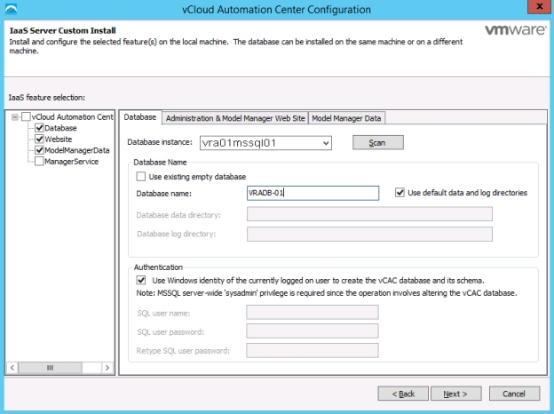 vCloud Automation Center Configuration
x
IaaS Server Custom Install
Install and configure the selected feature(s) on the local machine. The database can be installed on the same machine or on a different
machine.
vmware
IaaS feature selection:
vCloud Automation Cent
Database
Website
ModelManagerData
ManagerService
Database
Administration & Model Manager Web Site
Model Manager Data
Database instance:
vra01mssql01
Scan
Database Name
Use existing empty database
Database name:
VRADB-01
Use default data and log directories
Database data directory:
Database log directory:
Authentication
Use Windows identity of the currently logged on user to create the vCAC database and its schema.
Note: MSSQL server-wide 'sysadmin' privilege is required since the operation involves altering the vCAC database.
SQL user name:
SQL user password:
Retype SQL user password:
< Back
Next >
Cancel